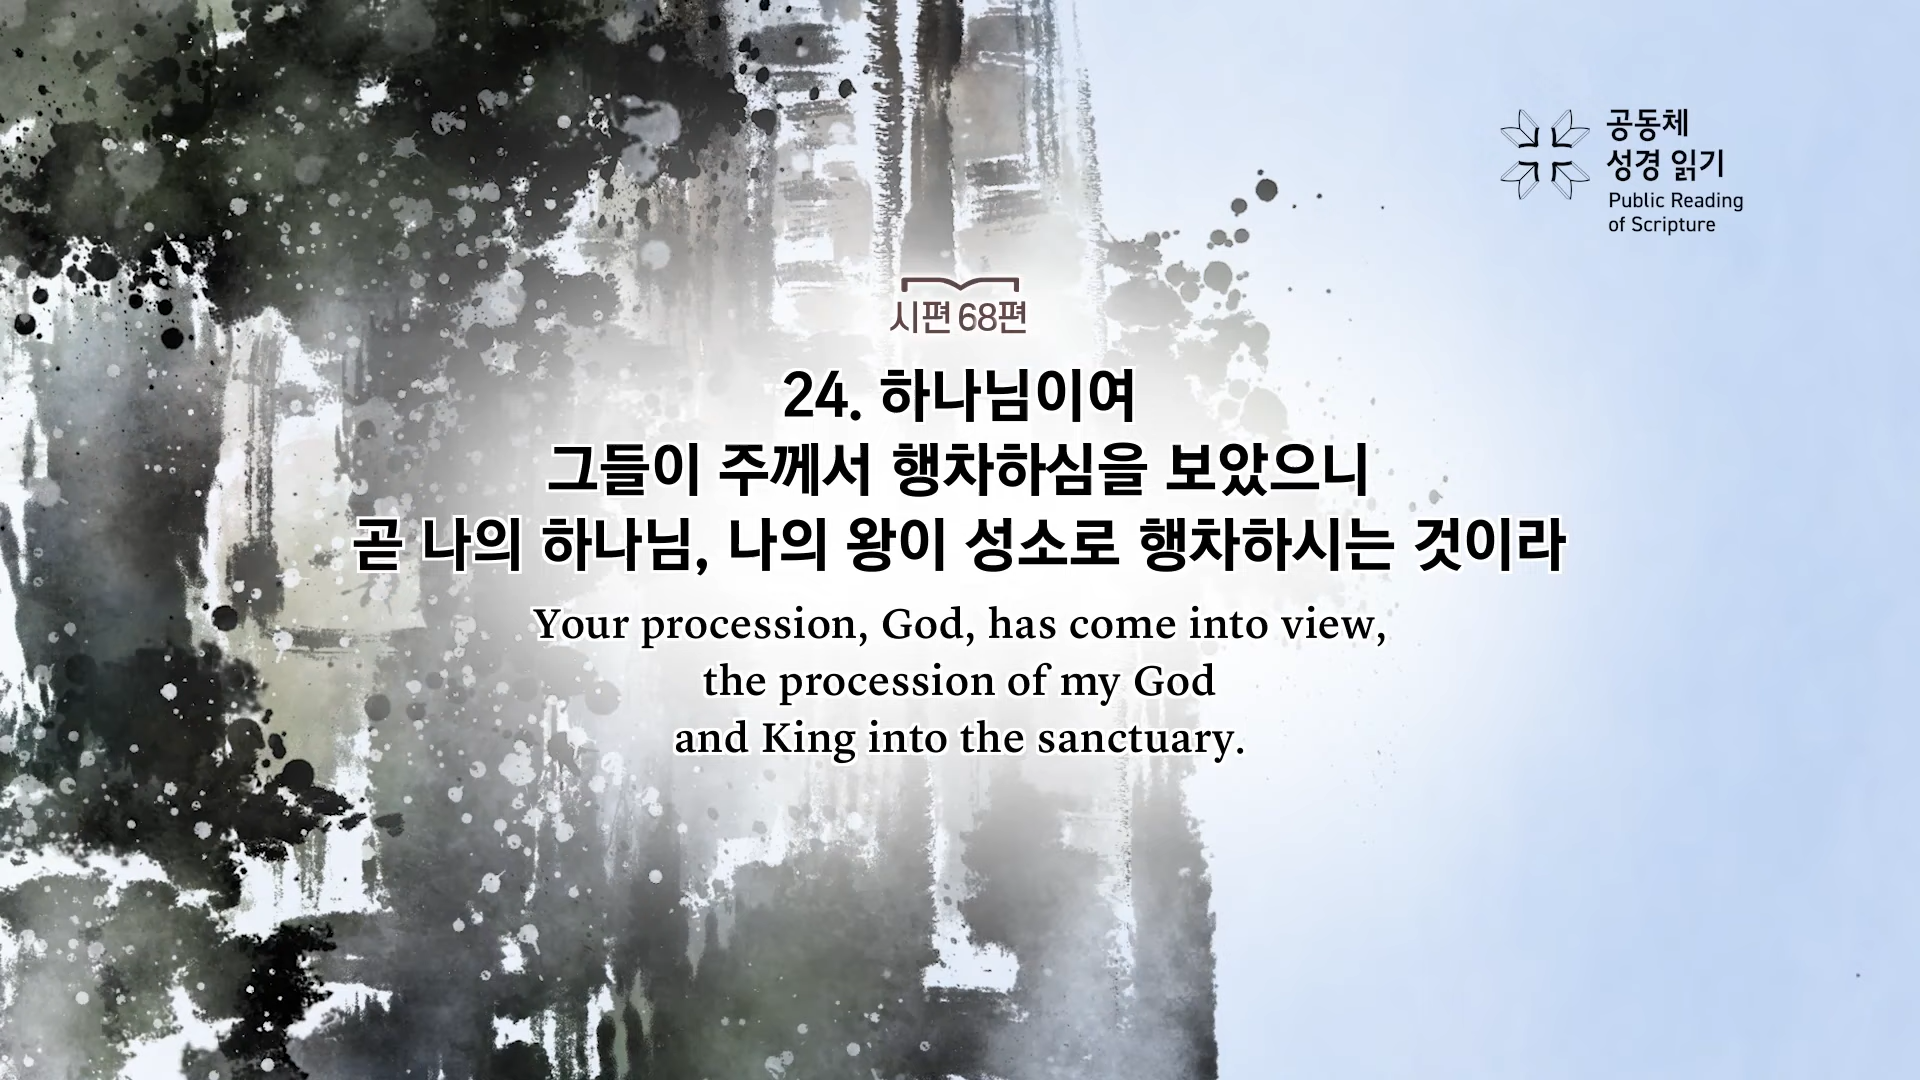 공동체
성경 읽기
Public Reading
of Scripture
시편 68편
24. 하나님이여
그들이 주께서 행차하심을 보았으니
곧 나의 하나님, 나의 왕이 성소로 행차하시는 것이라
Your procession, God, has come into view,
the procession of my God
and King into the sanctuary.